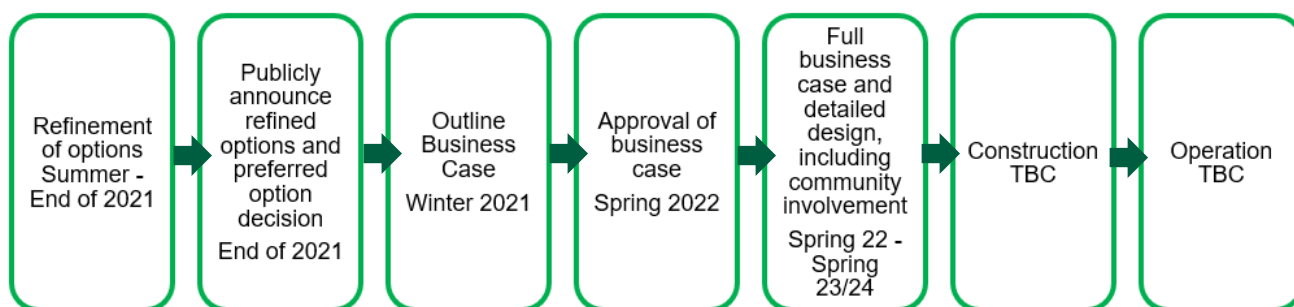 Refinement
of options
Summer -
End of 2021
Publicly
announce
refined
options and
preferred
option
decision
End of 2021
Outline
Business
Case
Winter 2021
Approval of
business
case
Spring 2022
Full
business
case and
detailed
design,
including
community
involvement
Spring 22 -
Spring
23/24
Construction
TBC
Operation
TBC